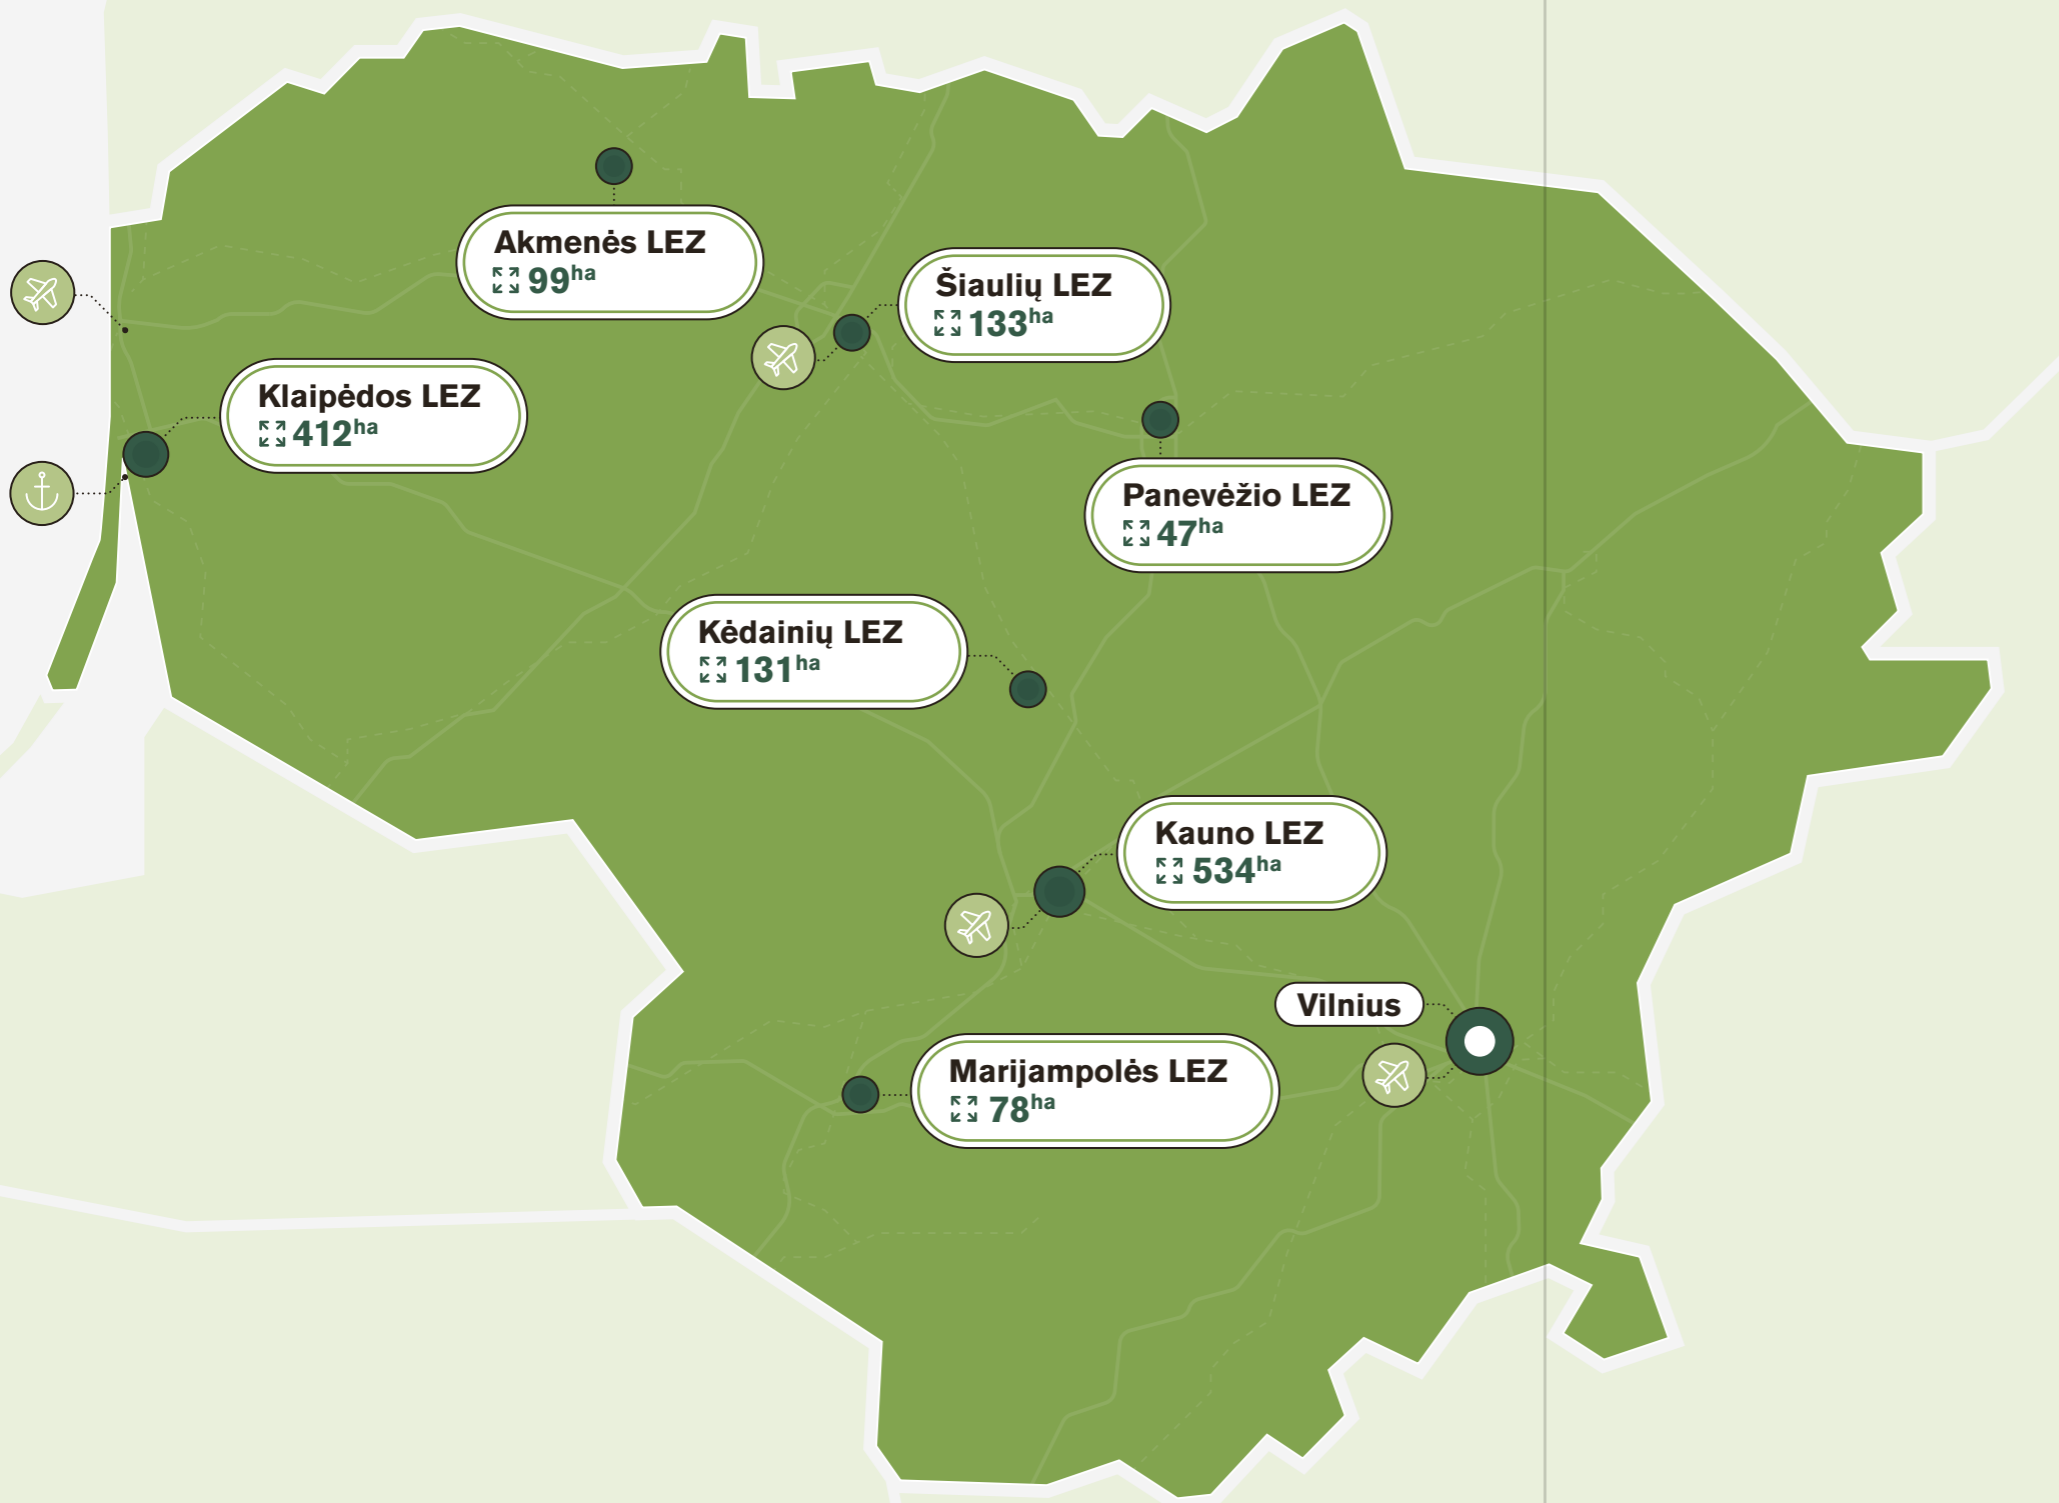 Akmenės LEZ
99ha
Šiaulių LEZ
133ha
Klaipėdos LEZ
412ha
Panevėžio LEZ
47ha
Kėdainių LEZ
131ha
Kauno LEZ
534ha
Vilnius
Marijampolės LEZ
78ha